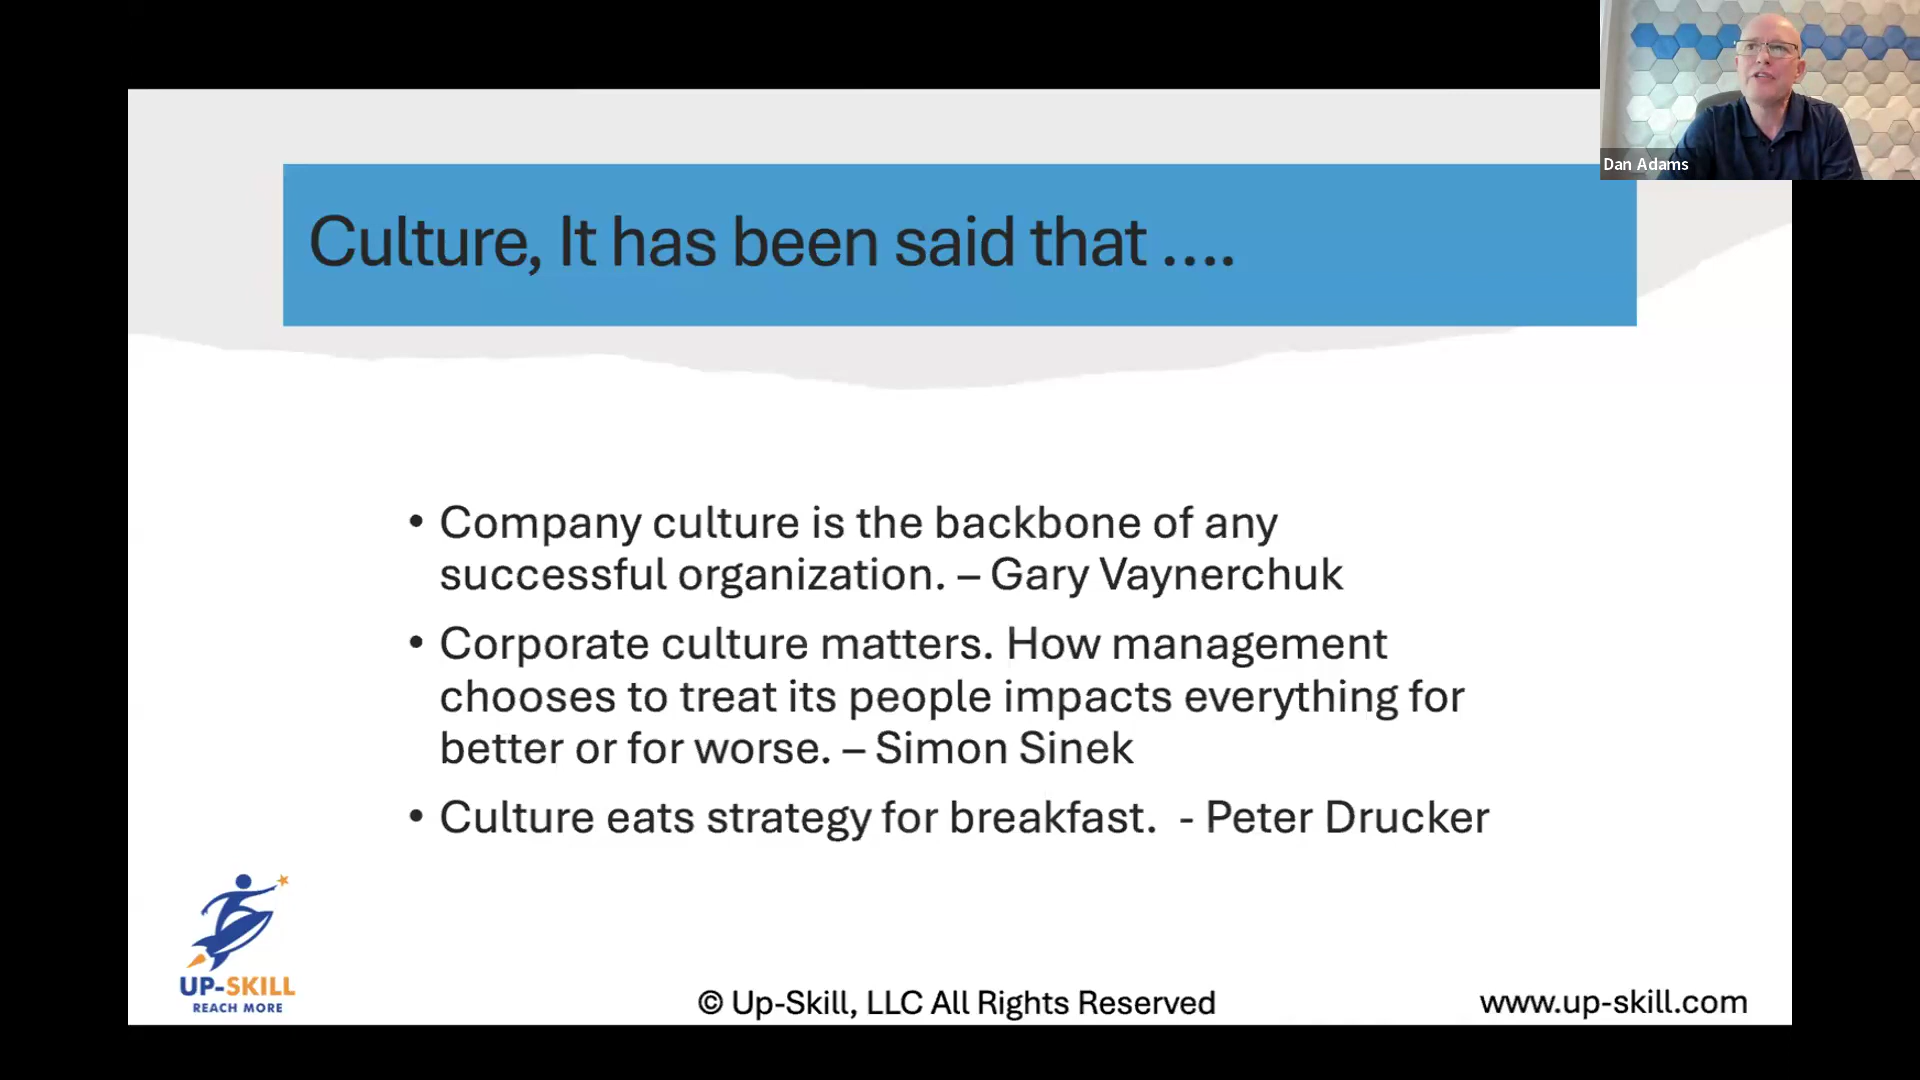 Dan Adams
Culture, It has been said that ....
• Company culture is the backbone of any
successful organization. – Gary Vaynerchuk
• Corporate culture matters. How management
chooses to treat its people impacts everything for
better or for worse. – Simon Sinek
• Culture eats strategy for breakfast.  - Peter Drucker
UP-SKILL
REACH MORE
© Up-Skill, LLC All Rights Reserved
www.up-skill.com